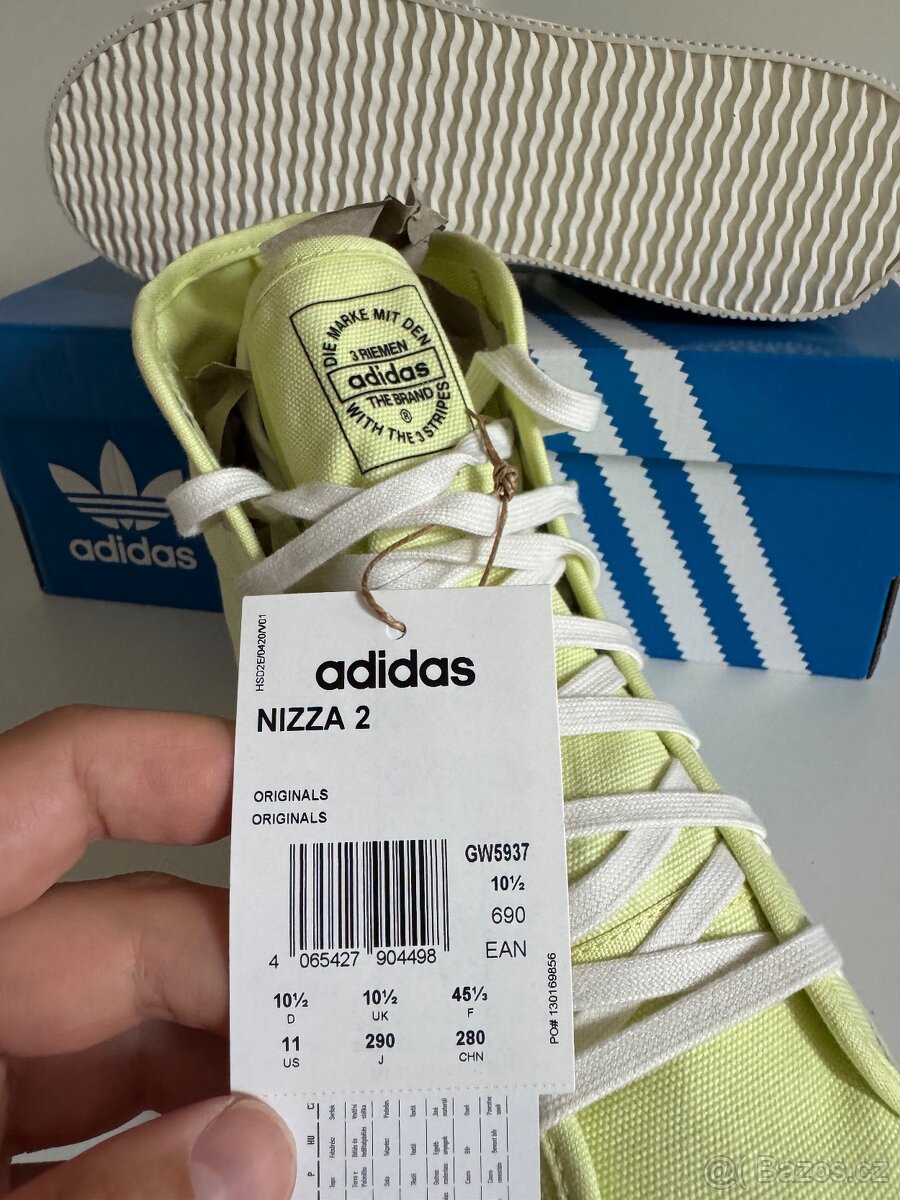 DIE MARKE MIT DEN
3 RIEMEN
adidas
THE BRAND
®
WITH THE 3 STRIPES
adidas
HSD2E/0420/V01
adidas
NIZZA 2
ORIGINALS
ORIGINALS
GW5937
10½
690
EAN
4 065427 904498
PO# 130169856
10½ 10½ 45⅓
D UK F
11 290 280
US J CHN
HU
P
Bazos.cz